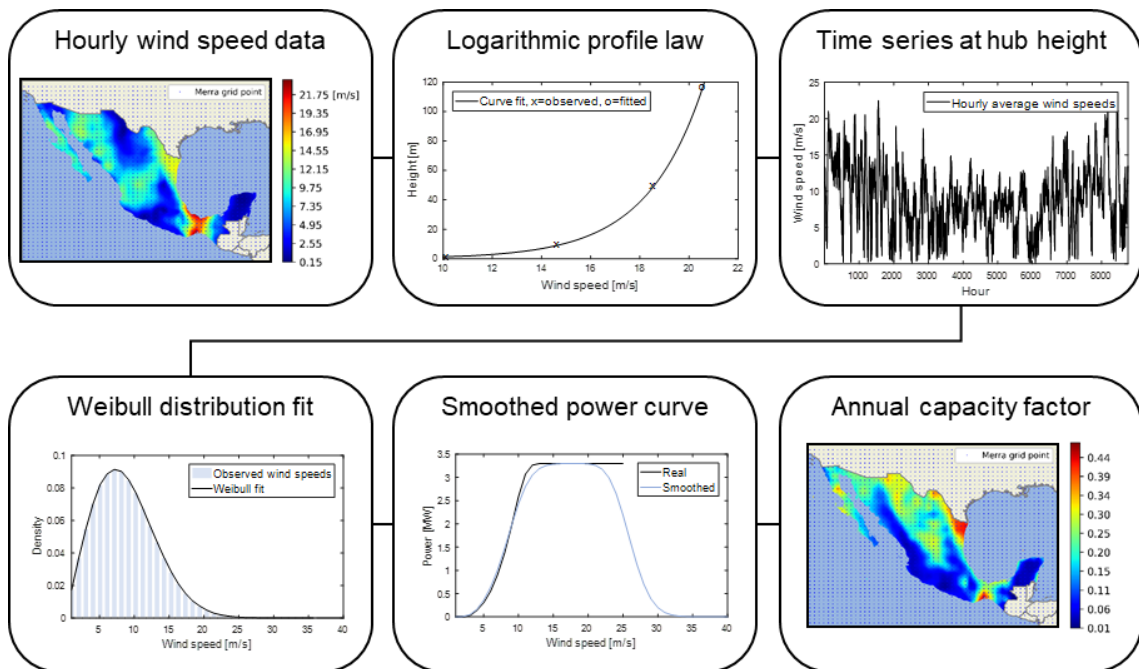 Hourly wind speed data
Merra grid point
21.75 [m/s]
19.35
16.95
14.55
12.15
9.75
7.35
4.95
2.55
0.15
Logarithmic profile law
Curve fit, x=observed, o=fitted
Height [m]
120
100
80
60
40
20
0
10 12 14 16 18 20 22
Wind speed [m/s]
Time series at hub height
Hourly average wind speeds
Wind speed [m/s]
25
20
15
10
5
0
1000 2000 3000 4000 5000 6000 7000 8000
Hour
Weibull distribution fit
Observed wind speeds
Weibull fit
Density
0.1
0.08
0.06
0.04
0.02
0
5 10 15 20 25 30 35 40
Wind speed [m/s]
Smoothed power curve
Real
Smoothed
Power [MW]
3.5
3
2.5
2
1.5
1
0.5
0
5 10 15 20 25 30 35 40
Wind speed [m/s]
Annual capacity factor
Merra grid point
0.44
0.39
0.34
0.29
0.25
0.20
0.15
0.11
0.06
0.01